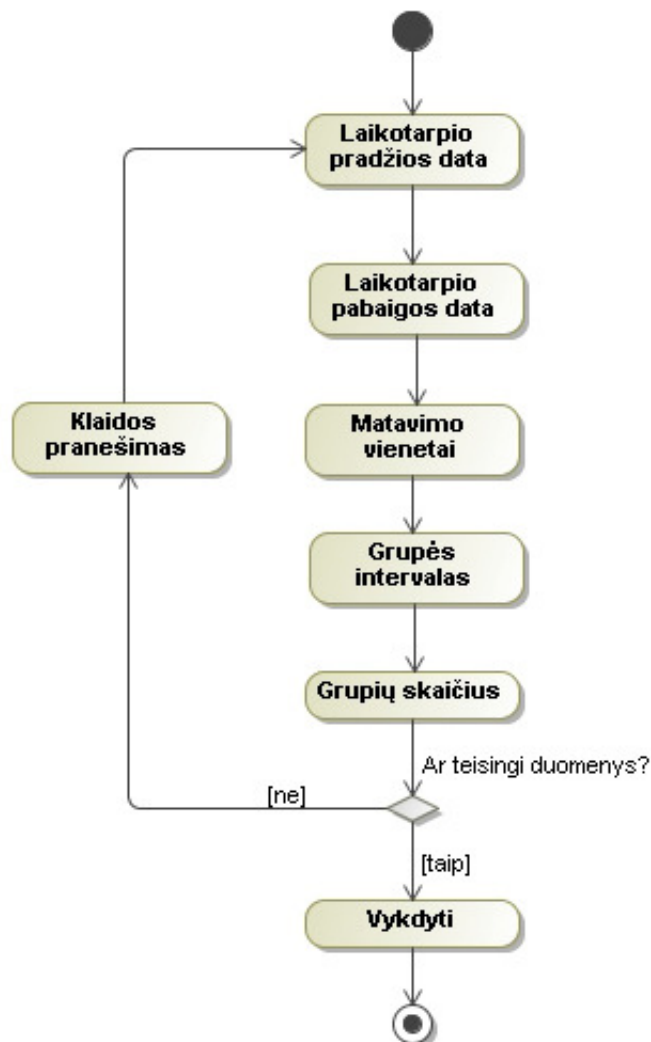 Laikotarpio
pradžios data
Laikotarpio
pabaigos data
Klaidos
pranešimas
Matavimo
vienetai
Grupės
intervalas
Grupių skaičius
Ar teisingi duomenys?
[ne]
[taip]
Vykdyti